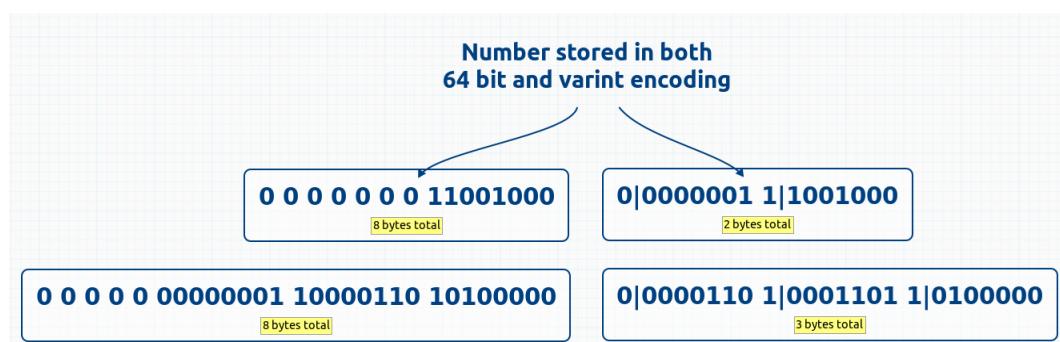 Number stored in both
64 bit and varint encoding
0 0 0 0 0 0 0 11001000
8 bytes total
0|0000001 1|1001000
2 bytes total
0 0 0 0 0 00000001 10000110 10100000
8 bytes total
0|0000110 1|0001101 1|0100000
3 bytes total